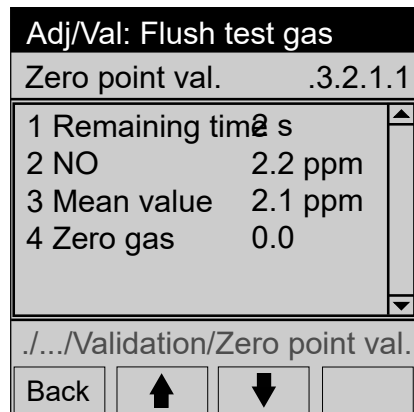 Adj/Val: Flush test gas
Zero point val. .3.2.1.1
1 Remaining time 2 s
2 NO 2.2 ppm
3 Mean value 2.1 ppm
4 Zero gas 0.0
./.../Validation/Zero point val.
Back